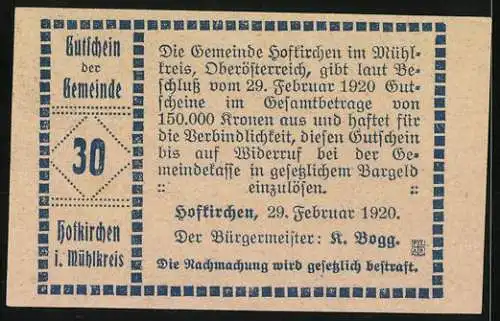 Gutschein
der
Gemeinde
30
Hofkirchen
i. Mühlkreis
Die Gemeinde Hofkirchen im Mühl-
kreis, Oberösterreich, gibt laut Be-
schluß vom 29. Februar 1920 Gut-
scheine im Gesamtbetrage von
150.000 Kronen aus und haftet für
die Verbindlichkeit, diesen Gutschein
bis auf Widerruf bei der Ge-
meindekasse in gesetzlichem Bargeld
:: einzulösen. ::
Hofkirchen, 29. Februar 1920.
Der Bürgermeister: K. Bogg.
Die Nachmachung wird gesetzlich bestraft.